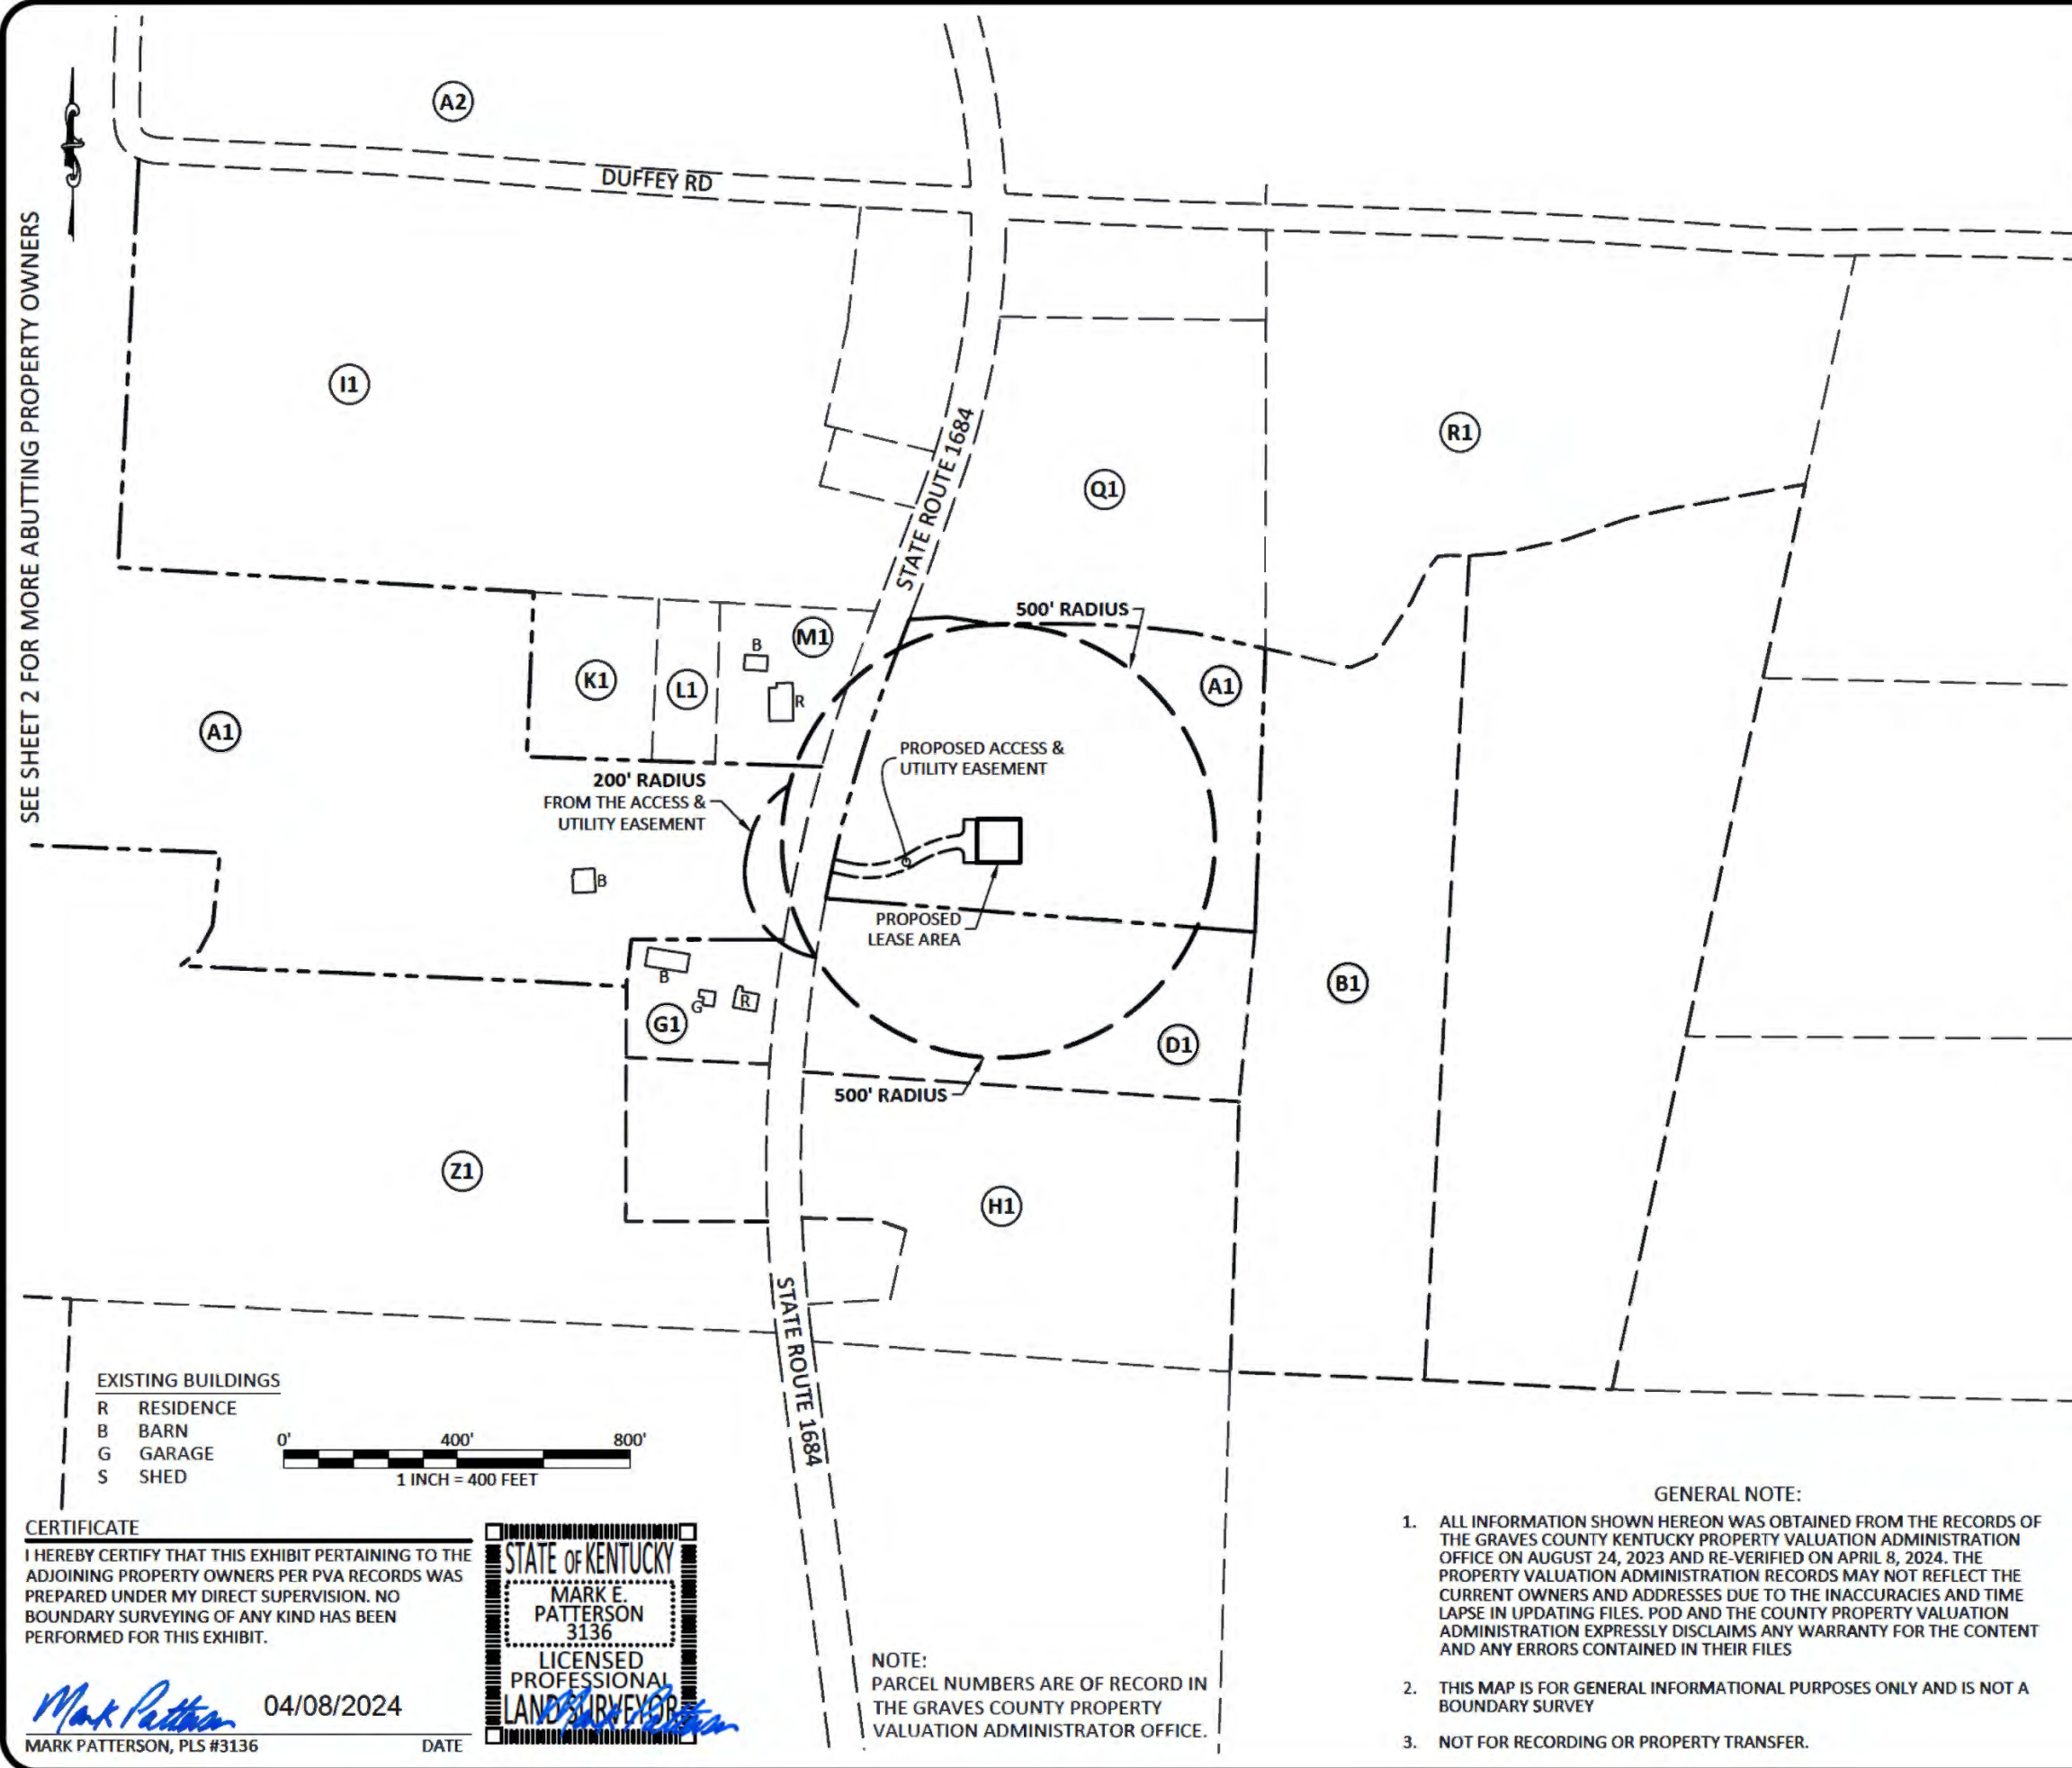 SEE SHEET 2 FOR MORE ABUTTING PROPERTY OWNERS
A2
DUFFEY RD
I1
R1
Q1
STATE ROUTE 1684
500' RADIUS
M1
B
K1
L1
R
A1
A1
PROPOSED ACCESS &
UTILITY EASEMENT
200' RADIUS
FROM THE ACCESS &
UTILITY EASEMENT
B
PROPOSED
LEASE AREA
B
G
R
G1
B1
D1
500' RADIUS
Z1
H1
STATE ROUTE 1684
EXISTING BUILDINGS
R RESIDENCE
B BARN
G GARAGE
S SHED
0' 400' 800'
1 INCH = 400 FEET
CERTIFICATE
I HEREBY CERTIFY THAT THIS EXHIBIT PERTAINING TO THE
ADJOINING PROPERTY OWNERS PER PVA RECORDS WAS
PREPARED UNDER MY DIRECT SUPERVISION. NO
BOUNDARY SURVEYING OF ANY KIND HAS BEEN
PERFORMED FOR THIS EXHIBIT.
Mark Patterson 04/08/2024
MARK PATTERSON, PLS #3136 DATE
STATE OF KENTUCKY
MARK E.
PATTERSON
3136
LICENSED
PROFESSIONAL
LAND SURVEYOR
Mark Patterson
NOTE:
PARCEL NUMBERS ARE OF RECORD IN
THE GRAVES COUNTY PROPERTY
VALUATION ADMINISTRATOR OFFICE.
GENERAL NOTE:
1. ALL INFORMATION SHOWN HEREON WAS OBTAINED FROM THE RECORDS OF
THE GRAVES COUNTY KENTUCKY PROPERTY VALUATION ADMINISTRATION
OFFICE ON AUGUST 24, 2023 AND RE-VERIFIED ON APRIL 8, 2024. THE
PROPERTY VALUATION ADMINISTRATION RECORDS MAY NOT REFLECT THE
CURRENT OWNERS AND ADDRESSES DUE TO THE INACCURACIES AND TIME
LAPSE IN UPDATING FILES. POD AND THE COUNTY PROPERTY VALUATION
ADMINISTRATION EXPRESSLY DISCLAIMS ANY WARRANTY FOR THE CONTENT
AND ANY ERRORS CONTAINED IN THEIR FILES
2. THIS MAP IS FOR GENERAL INFORMATIONAL PURPOSES ONLY AND IS NOT A
BOUNDARY SURVEY
3. NOT FOR RECORDING OR PROPERTY TRANSFER.